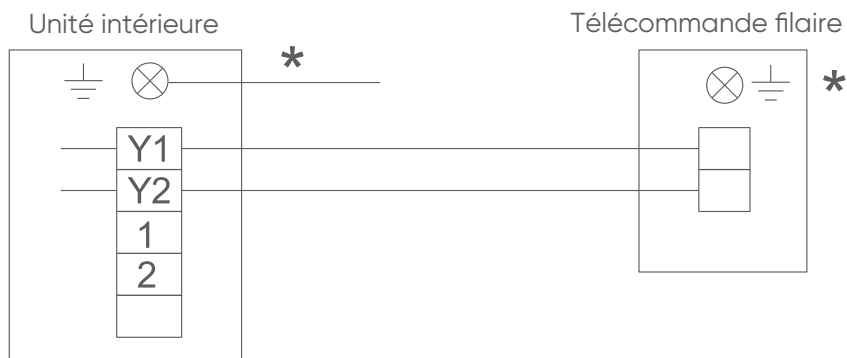 Unité intérieure
Télécommande filaire
*
*
Y1
Y2
1
2